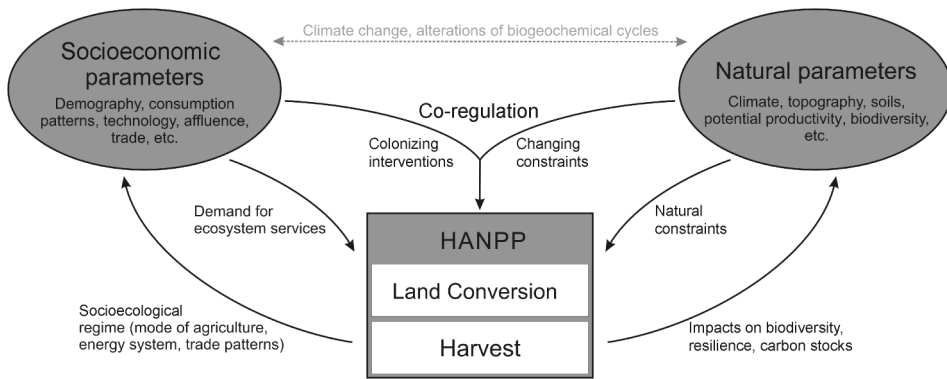 Climate change, alterations of biogeochemical cycles
Socioeconomic
parameters
Demography, consumption
patterns, technology, affluence,
trade, etc.
Natural parameters
Climate, topography, soils,
potential productivity, biodiversity,
etc.
Co-regulation
Colonizing
interventions
Changing
constraints
Demand for
ecosystem services
Natural
constraints
HANPP
Land Conversion
Harvest
Socioecological
regime (mode of agriculture,
energy system, trade patterns)
Impacts on biodiversity,
resilience, carbon stocks